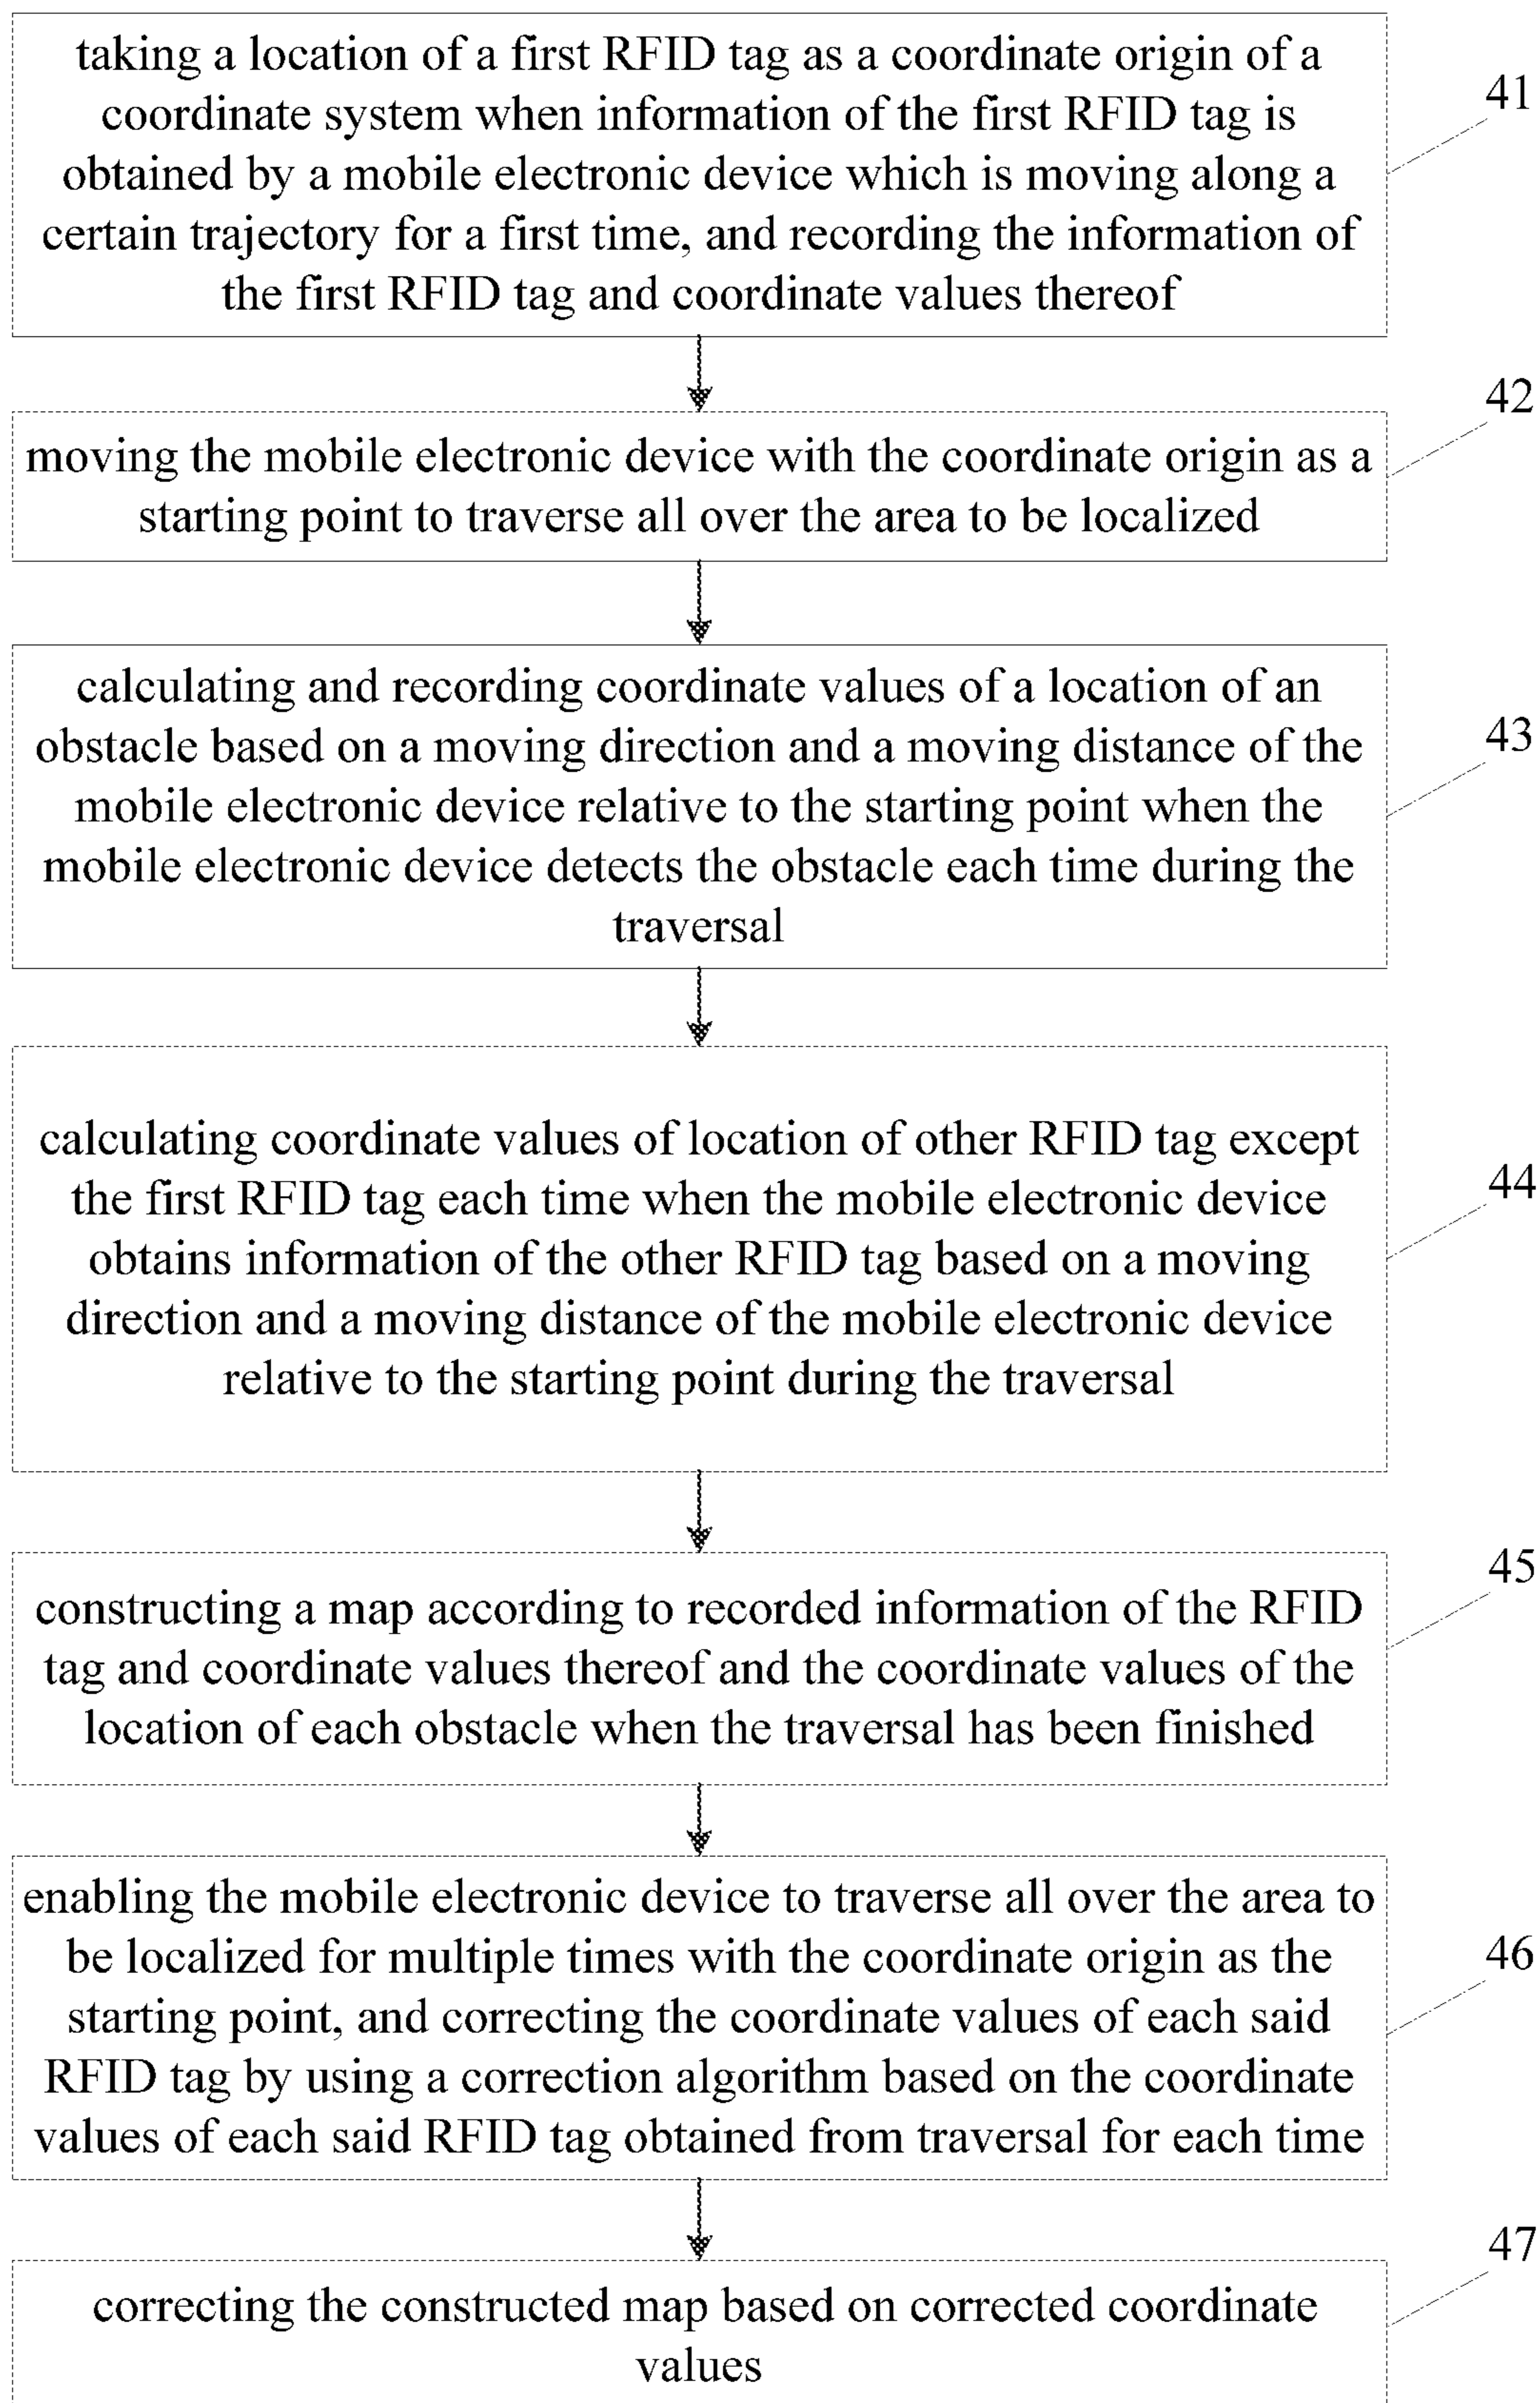 taking a location of a first RFID tag as a coordinate origin of a
coordinate system when information of the first RFID tag is
obtained by a mobile electronic device which is moving along a
certain trajectory for a first time, and recording the information of
the first RFID tag and coordinate values thereof
41
moving the mobile electronic device with the coordinate origin as a
starting point to traverse all over the area to be localized
42
calculating and recording coordinate values of a location of an
obstacle based on a moving direction and a moving distance of the
mobile electronic device relative to the starting point when the
mobile electronic device detects the obstacle each time during the
traversal
43
calculating coordinate values of location of other RFID tag except
the first RFID tag each time when the mobile electronic device
obtains information of the other RFID tag based on a moving
direction and a moving distance of the mobile electronic device
relative to the starting point during the traversal
44
constructing a map according to recorded information of the RFID
tag and coordinate values thereof and the coordinate values of the
location of each obstacle when the traversal has been finished
45
enabling the mobile electronic device to traverse all over the area to
be localized for multiple times with the coordinate origin as the
starting point, and correcting the coordinate values of each said
RFID tag by using a correction algorithm based on the coordinate
values of each said RFID tag obtained from traversal for each time
46
correcting the constructed map based on corrected coordinate
values
47